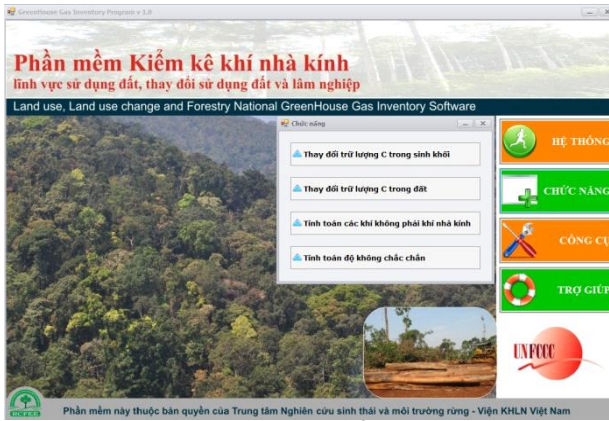 GreenHouse Gas Inventory Program v 1.0
Phần mềm Kiểm kê khí nhà kính
lĩnh vực sử dụng đất, thay đổi sử dụng đất và lâm nghiệp
Land use, Land use change and Forestry National GreenHouse Gas Inventory Software
Chức năng
Thay đổi trữ lượng C trong sinh khối
Thay đổi trữ lượng C trong đất
Tính toán các khí không phải khí nhà kính
Tính toán độ không chắc chắn
HỆ THỐNG
CHỨC NĂNG
CÔNG CỤ
TRỢ GIÚP
UNFCCC
RCFEE
Phần mềm này thuộc bản quyền của Trung tâm Nghiên cứu sinh thái và môi trường rừng - Viện KHLN Việt Nam